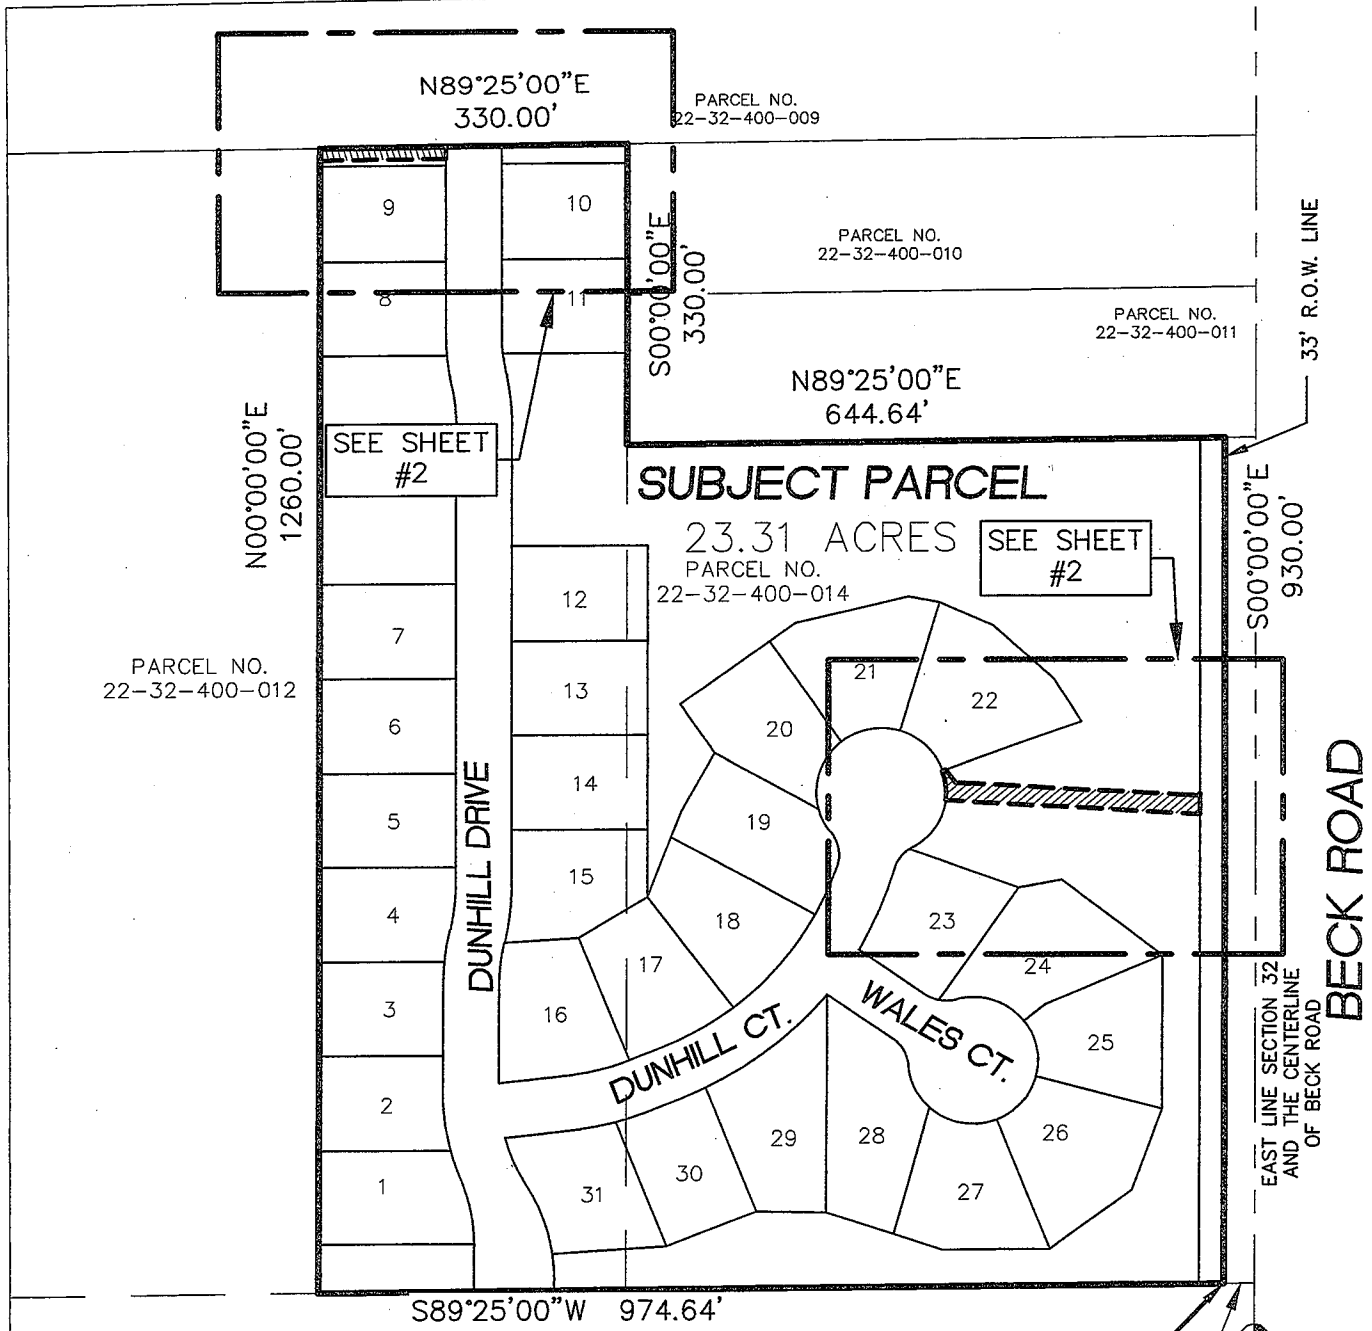 N89°25'00"E
330.00'
PARCEL NO.
22-32-400-009
9
10
PARCEL NO.
22-32-400-010
33' R.O.W. LINE
8
11
S00°00'00"E
330.00'
PARCEL NO.
22-32-400-011
N89°25'00"E
644.64'
N00°00'00"E
1260.00'
SEE SHEET
#2
SUBJECT PARCEL
23.31 ACRES
PARCEL NO.
22-32-400-014
SEE SHEET
#2
S00°00'00"E
930.00'
12
7
PARCEL NO.
22-32-400-012
13
21
22
6
20
14
5
19
DUNHILL DRIVE
15
4
18
23
BECK ROAD
17
24
3
16
WALES CT.
25
EAST LINE SECTION 32
AND THE CENTERLINE
OF BECK ROAD
DUNHILL CT.
2
29
28
26
1
31
30
27
S89°25'00"W 974.64'